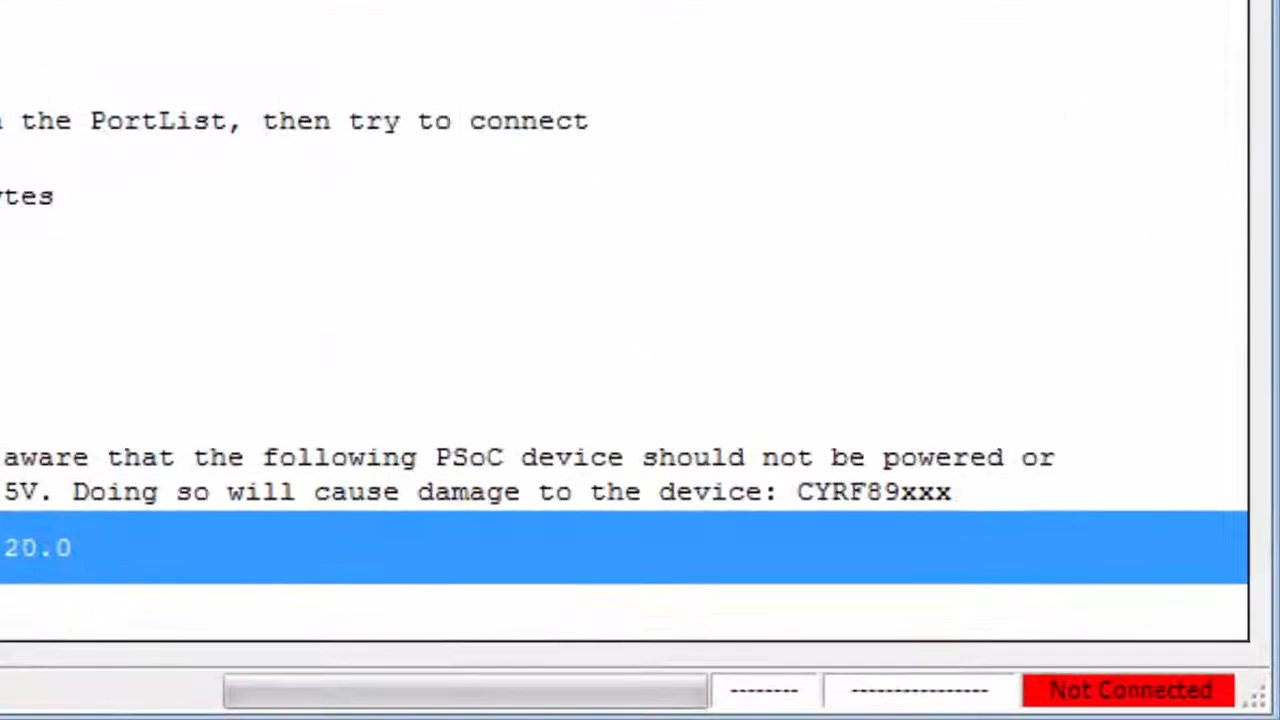 the PortList, then try to connect
ytes
aware that the following PSoC device should not be powered or
5V. Doing so will cause damage to the device: CYRF89xxx
20.0
-------- ----------------  Not Connected